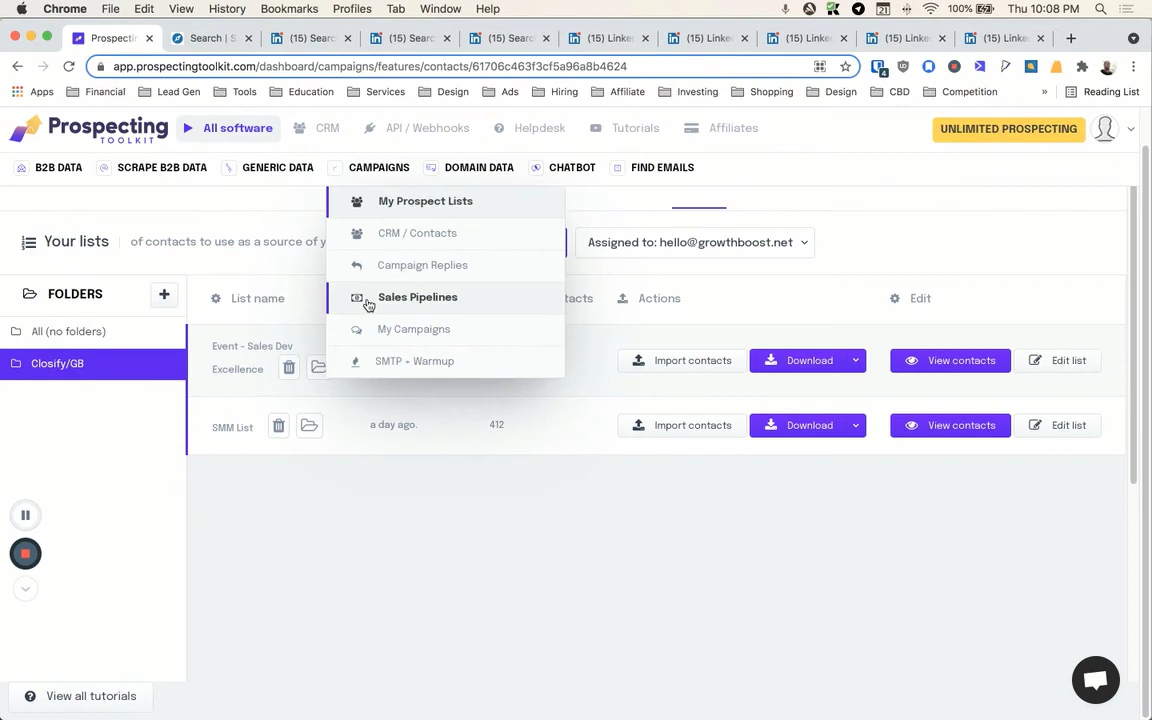 Chrome File Edit View History Bookmarks Profiles Tab Window Help 21 100% Thu 10:08 PM
Prospectin Search | S (15) Searc (15) Searc (15) Searc (15) Linke (15) Linke (15) Linke (15) Linke (15) Linke
app.prospectingtoolkit.com/dashboard/campaigns/features/contacts/61706c463f3cf5a96a8b4624 4
Apps Financial Lead Gen Tools Education Services Design Ads Hiring Affiliate Investing Shopping Design CBD Competition » Reading List
Prospecting
TOOLKIT
All software CRM API / Webhooks Helpdesk Tutorials Affiliates UNLIMITED PROSPECTING
B2B DATA SCRAPE B2B DATA GENERIC DATA CAMPAIGNS DOMAIN DATA CHATBOT FIND EMAILS
My Prospect Lists
CRM / Contacts
Campaign Replies
Sales Pipelines
My Campaigns
SMTP + Warmup
Your lists of contacts to use as a source of y Assigned to: hello@growthboost.net
FOLDERS +
All (no folders)
Closify/GB
List name tacts Actions Edit
Event - Sales Dev
Excellence
Import contacts Download View contacts Edit list
SMM List a day ago. 412 Import contacts Download View contacts Edit list
? View all tutorials